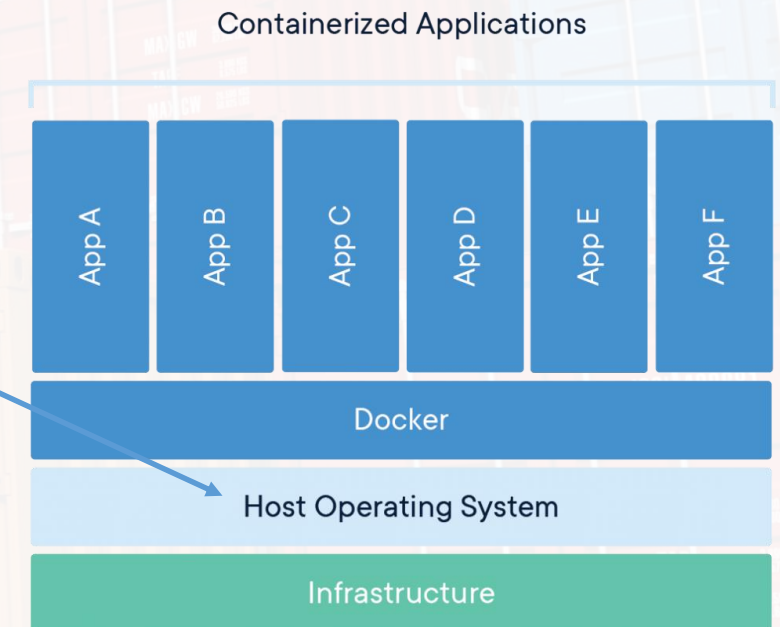 Containerized Applications
App A
App B
App C
App D
App E
App F
Docker
Host Operating System
Infrastructure